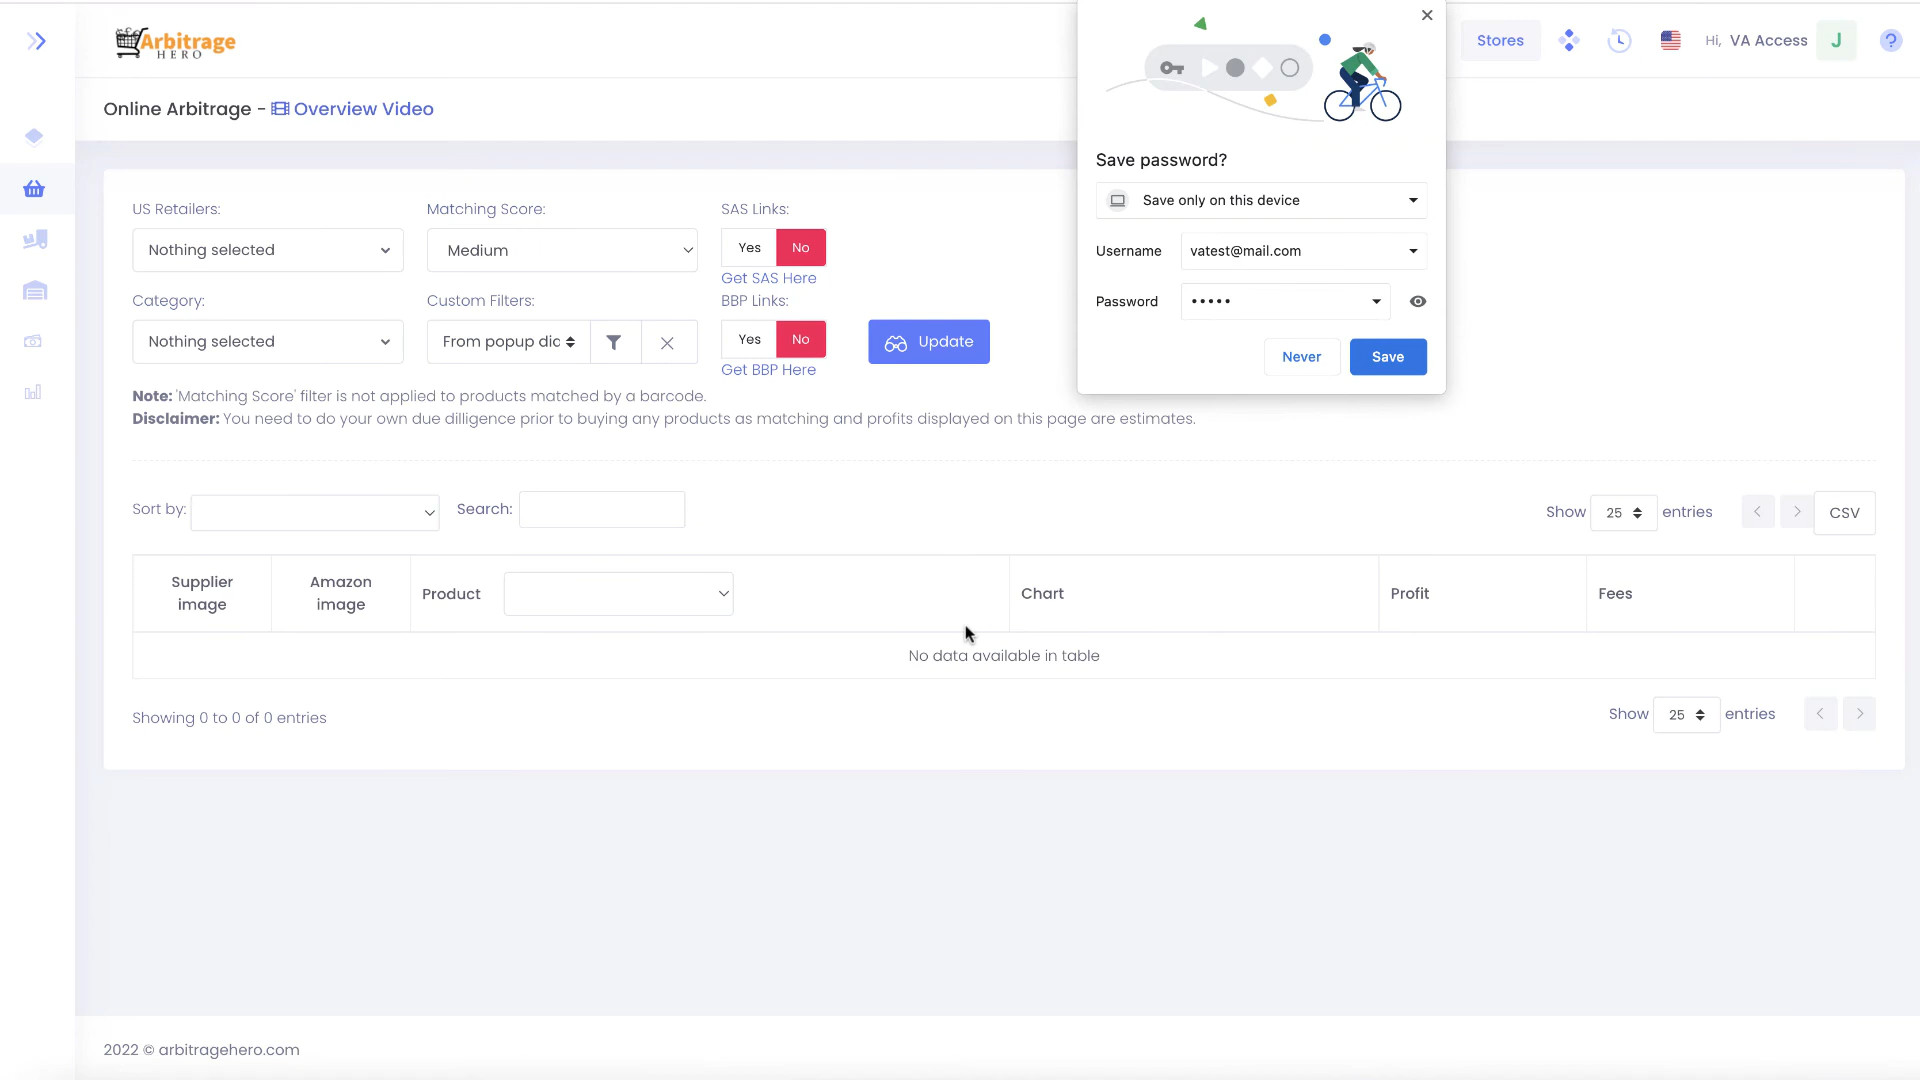 Arbitrage
HERO
Stores
Hi, VA Access
J
?
Online Arbitrage - Overview Video
Save password?
Save only on this device
Username
vatest@mail.com
Password
•••••
Never
Save
US Retailers:
Matching Score:
SAS Links:
Nothing selected
Medium
Yes
No
Get SAS Here
Category:
Custom Filters:
BBP Links:
Nothing selected
From popup dic
Yes
No
Update
Get BBP Here
Note: 'Matching Score' filter is not applied to products matched by a barcode.
Disclaimer: You need to do your own due dilligence prior to buying any products as matching and profits displayed on this page are estimates.
Sort by:
Search:
Show 25 entries
CSV
Supplier
image
Amazon
image
Product
Chart
Profit
Fees
No data available in table
Showing 0 to 0 of 0 entries
Show 25 entries
2022 © arbitragehero.com